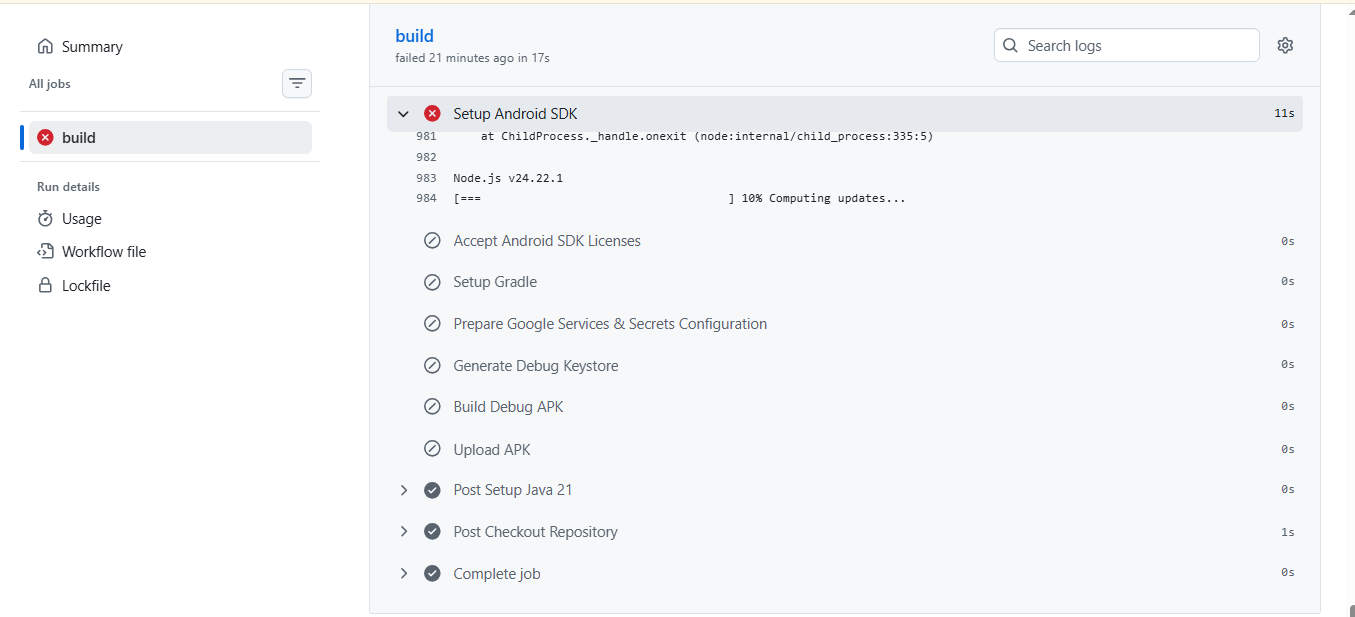 Summary
All jobs
build
Run details
Usage
Workflow file
Lockfile
build
failed 21 minutes ago in 17s
Search logs
Setup Android SDK 11s
981 at ChildProcess._handle.onexit (node:internal/child_process:335:5)
982
983 Node.js v24.22.1
984 [=== ] 10% Computing updates...
Accept Android SDK Licenses 0s
Setup Gradle 0s
Prepare Google Services & Secrets Configuration 0s
Generate Debug Keystore 0s
Build Debug APK 0s
Upload APK 0s
Post Setup Java 21 0s
Post Checkout Repository 1s
Complete job 0s